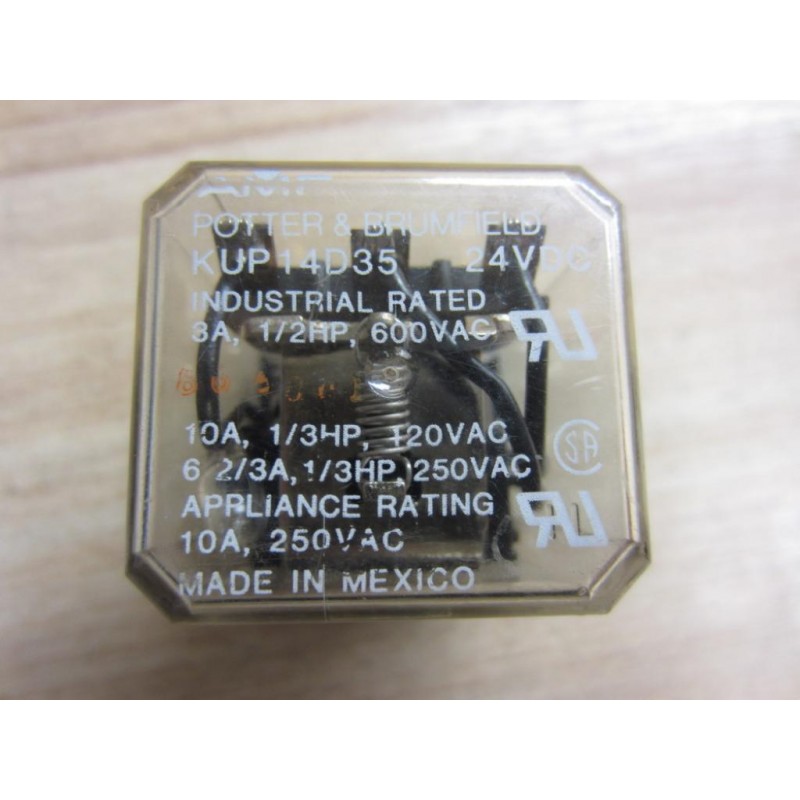 AMF
POTTER & BRUMFIELD
KUP14D35 24VDC
INDUSTRIAL RATED
3A, 1/2HP, 600VAC
10A, 1/3HP, 120VAC
6 2/3A, 1/3HP 250VAC
APPLIANCE RATING
10A, 250VAC
MADE IN MEXICO